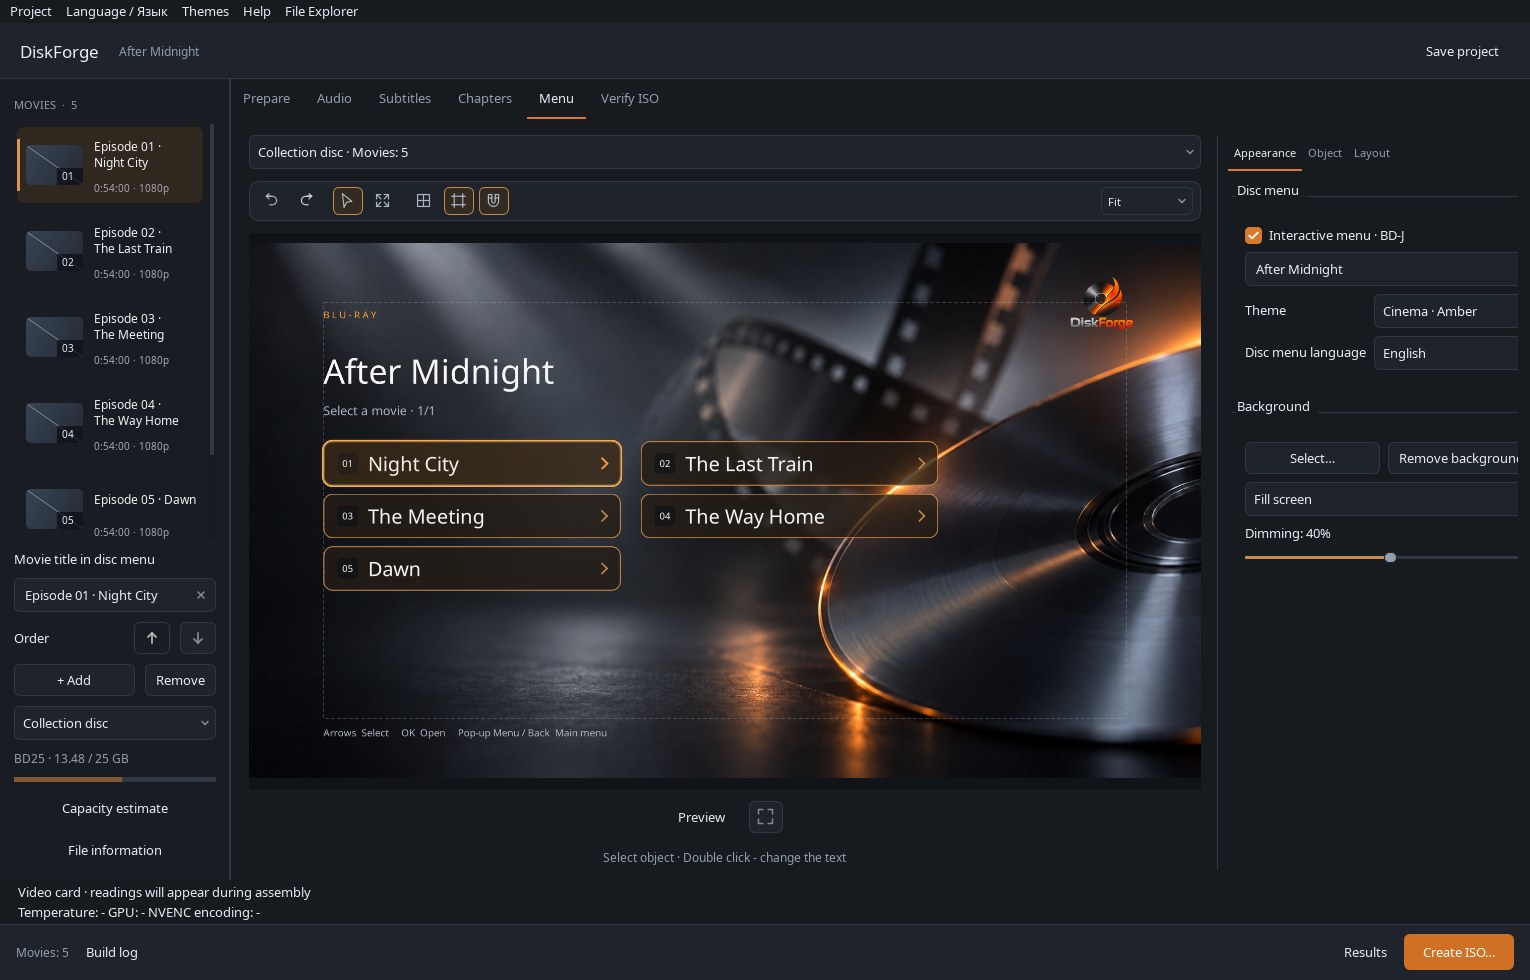 Project Language / Язык Themes Help File Explorer
DiskForge After Midnight Save project
MOVIES · 5
Episode 01 ·
Night City
01
0:54:00 · 1080p
Episode 02 ·
The Last Train
02
0:54:00 · 1080p
Episode 03 ·
The Meeting
03
0:54:00 · 1080p
Episode 04 ·
The Way Home
04
0:54:00 · 1080p
Episode 05 · Dawn
05
0:54:00 · 1080p
Movie title in disc menu
Episode 01 · Night City
Order
+ Add Remove
Collection disc
BD25 · 13.48 / 25 GB
Capacity estimate
File information
Prepare Audio Subtitles Chapters Menu Verify ISO
Collection disc · Movies: 5
Fit
BLU-RAY
DiskForge
After Midnight
Select a movie · 1/1
01 Night City
02 The Last Train
03 The Meeting
04 The Way Home
05 Dawn
Arrows Select OK Open Pop-up Menu / Back Main menu
Preview
Select object · Double click - change the text
Appearance Object Layout
Disc menu
Interactive menu · BD-J
After Midnight
Theme Cinema · Amber
Disc menu language English
Background
Select... Remove background
Fill screen
Dimming: 40%
Video card · readings will appear during assembly
Temperature: - GPU: - NVENC encoding: -
Movies: 5 Build log Results Create ISO...